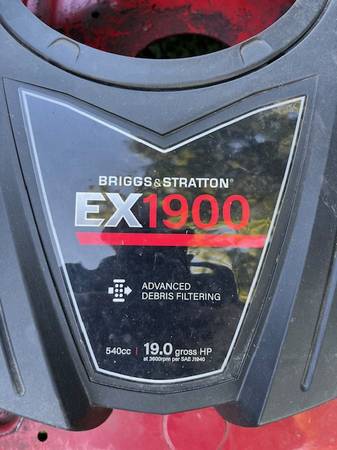 BRIGGS&STRATTON®
EX1900
ADVANCED
DEBRIS FILTERING
540cc | 19.0 gross HP
at 3600rpm per SAE J1940